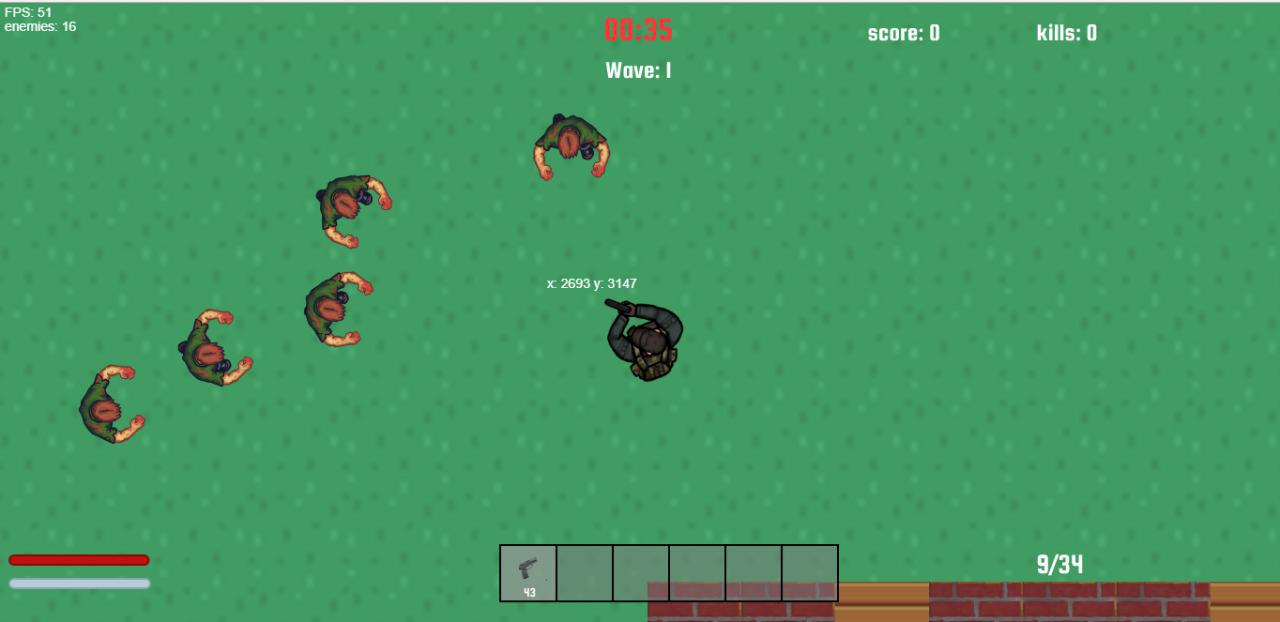 FPS: 51
enemies: 16
00:35
score: 0
kills: 0
Wave: 1
x: 2693 y: 3147
9/34
43